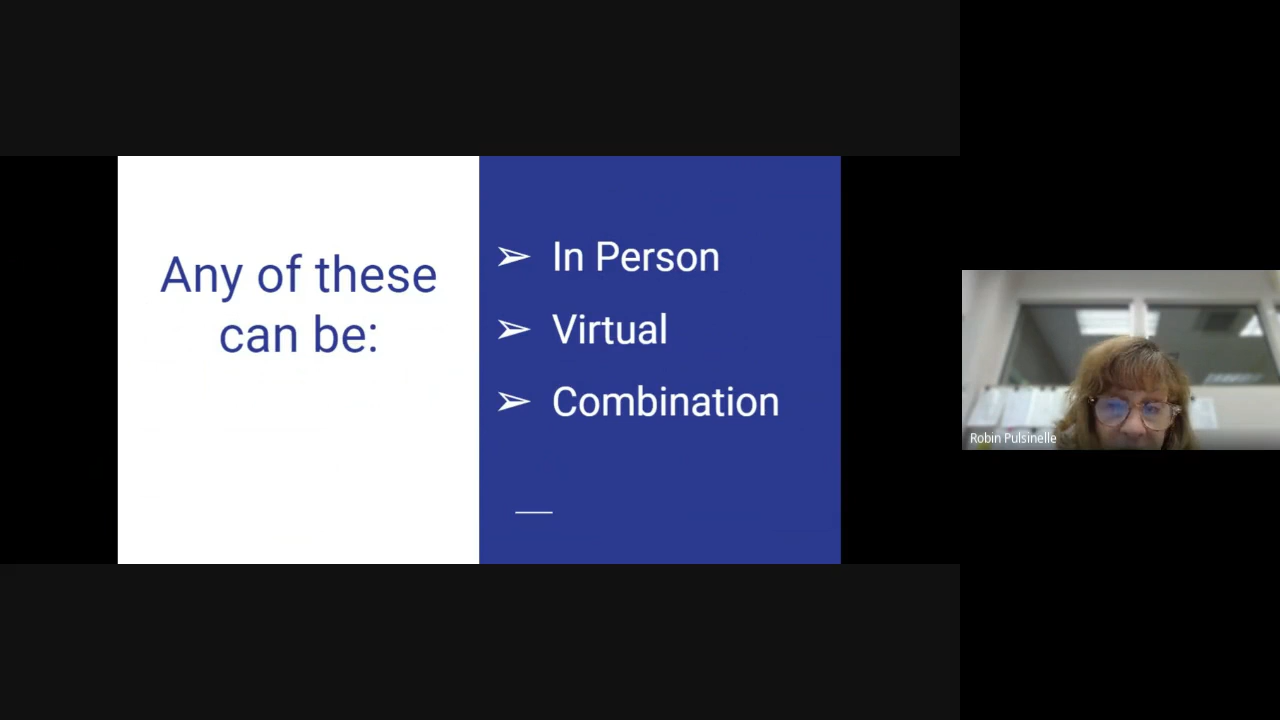 Any of these
can be:
➢ In Person
➢ Virtual
➢ Combination
Robin Pulsinelle